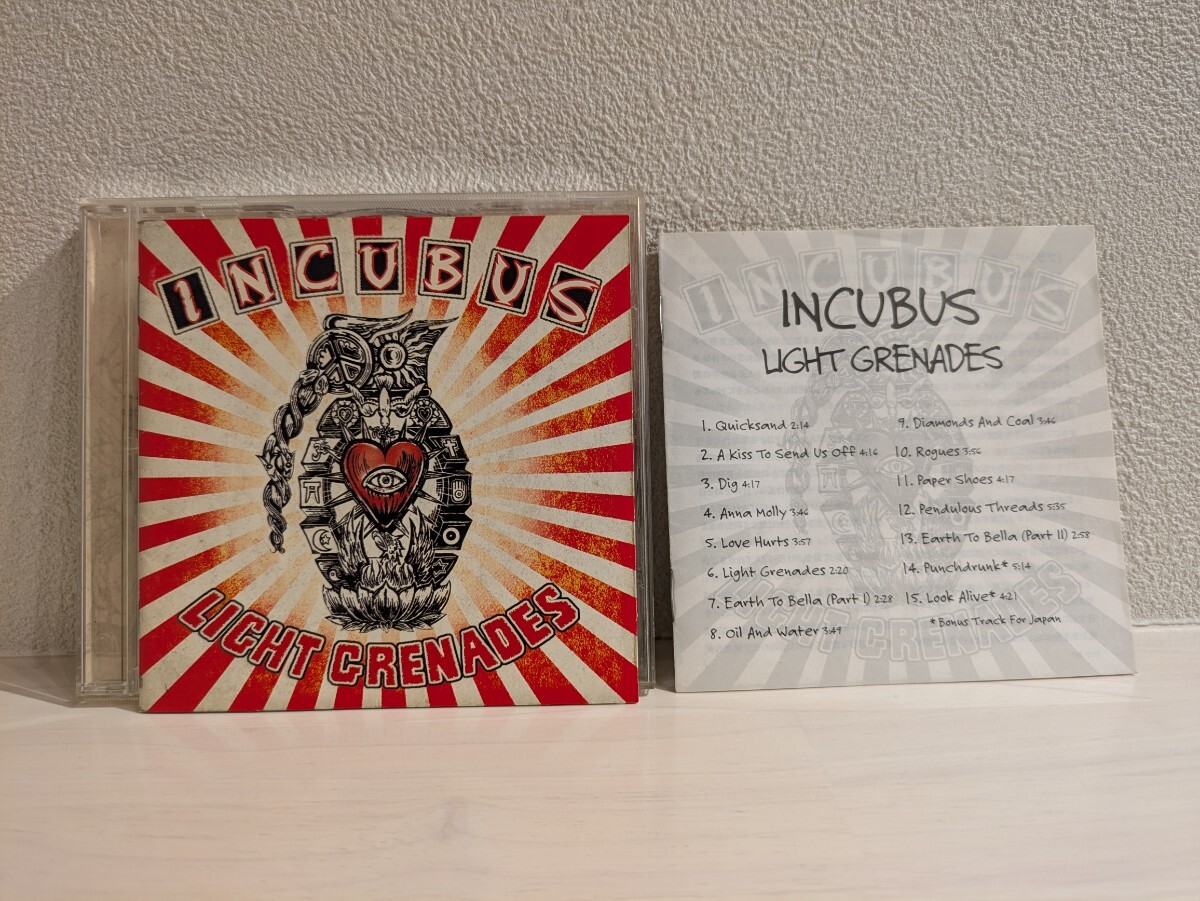 INCUBUS
LIGHT GRENADES
INCUBUS
INCUBUS
LIGHT GRENADES
1. Quicksand 2:14
2. A Kiss To Send Us Off 4:16
3. Dig 4:17
4. Anna Molly 3:46
5. Love Hurts 3:57
6. Light Grenades 2:20
7. Earth To Bella (Part I) 2:28
8. Oil And Water 3:49
9. Diamonds And Coal 3:46
10. Rogues 3:56
11. Paper Shoes 4:17
12. Pendulous Threads 5:35
13. Earth To Bella (Part II) 2:58
14. Punchdrunk* 5:14
15. Look Alive* 4:21
*Bonus Track For Japan
LIGHT GRENADES